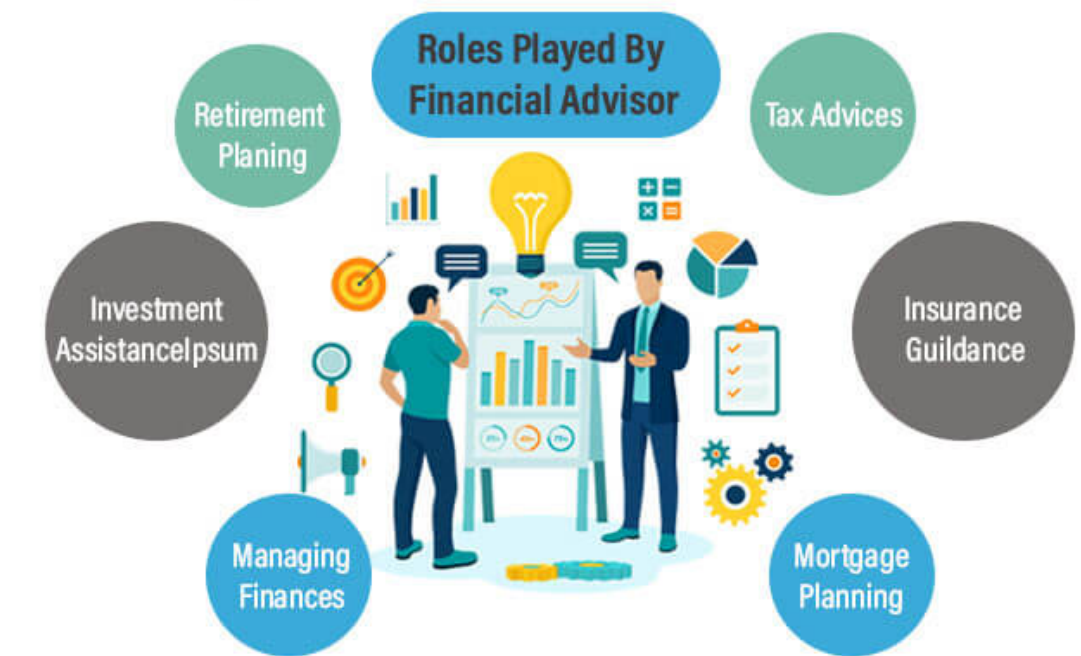 Roles Played By
Financial Advisor
Retirement
Planing
Tax Advices
Investment
AssistanceIpsum
Insurance
Guildance
Managing
Finances
Mortgage
Planning